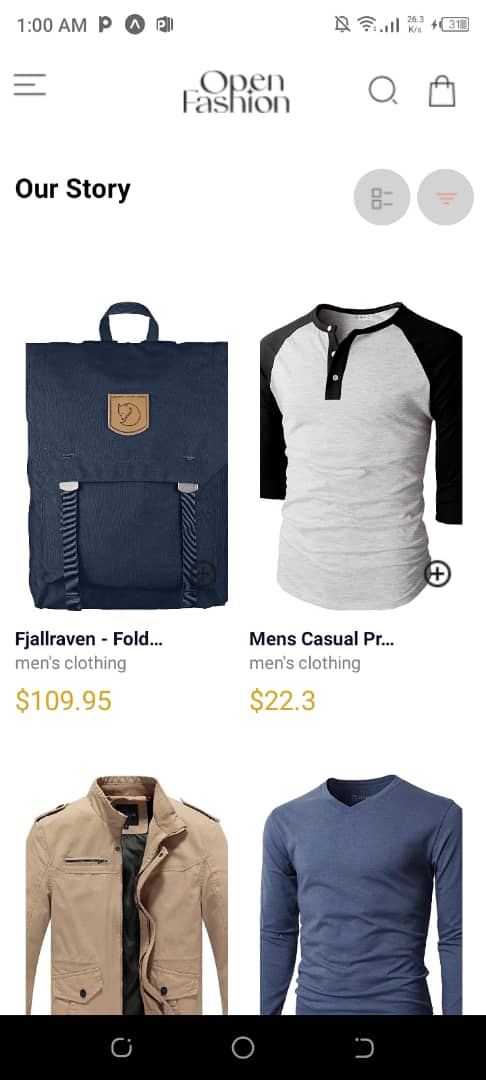 1:00 AM
26.3
K/s
31
Open
Fashion
Our Story
Fjallraven - Fold...
Mens Casual Pr...
men's clothing
men's clothing
$109.95
$22.3